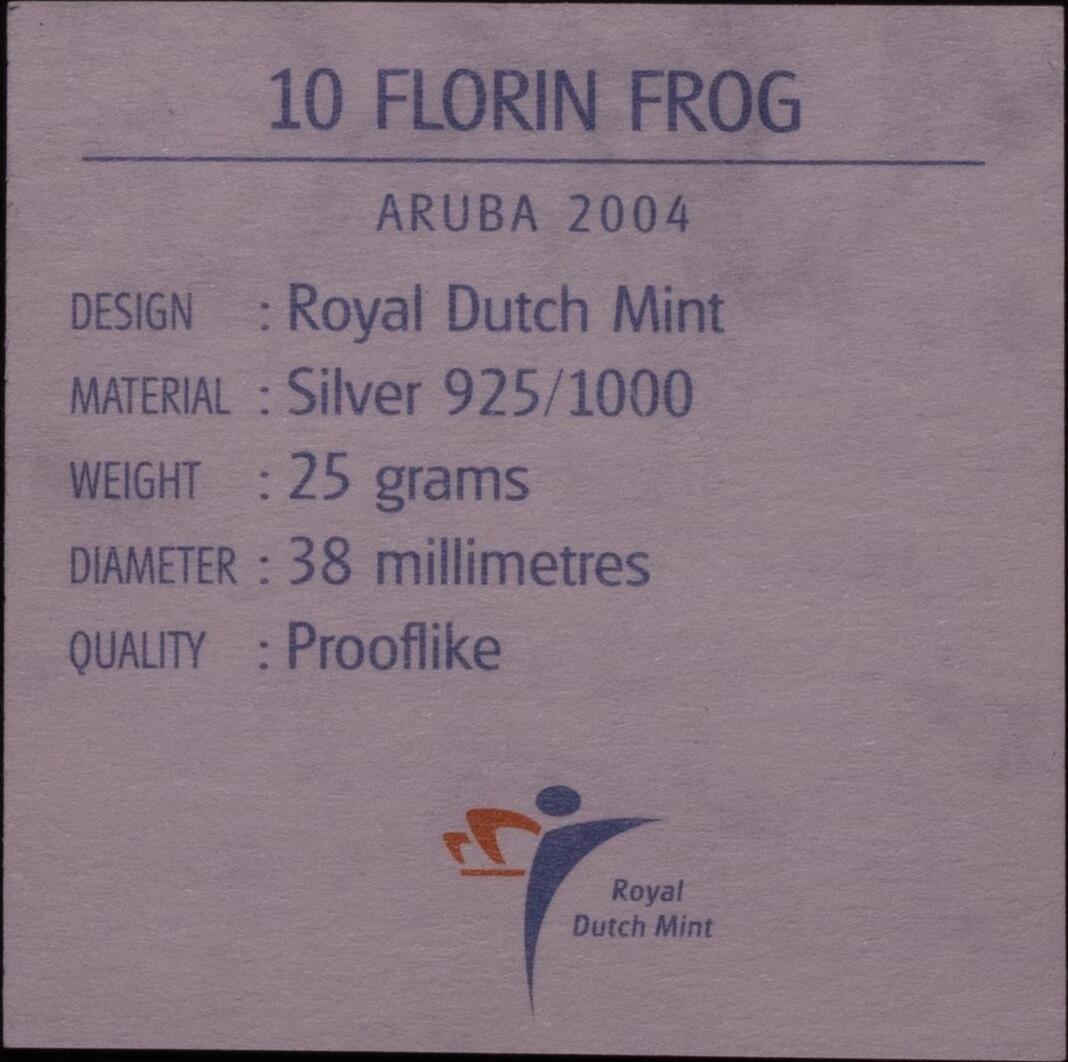 10 FLORIN FROG
ARUBA 2004
DESIGN : Royal Dutch Mint
MATERIAL : Silver 925/1000
WEIGHT : 25 grams
DIAMETER : 38 millimetres
QUALITY : Prooflike
Royal
Dutch Mint